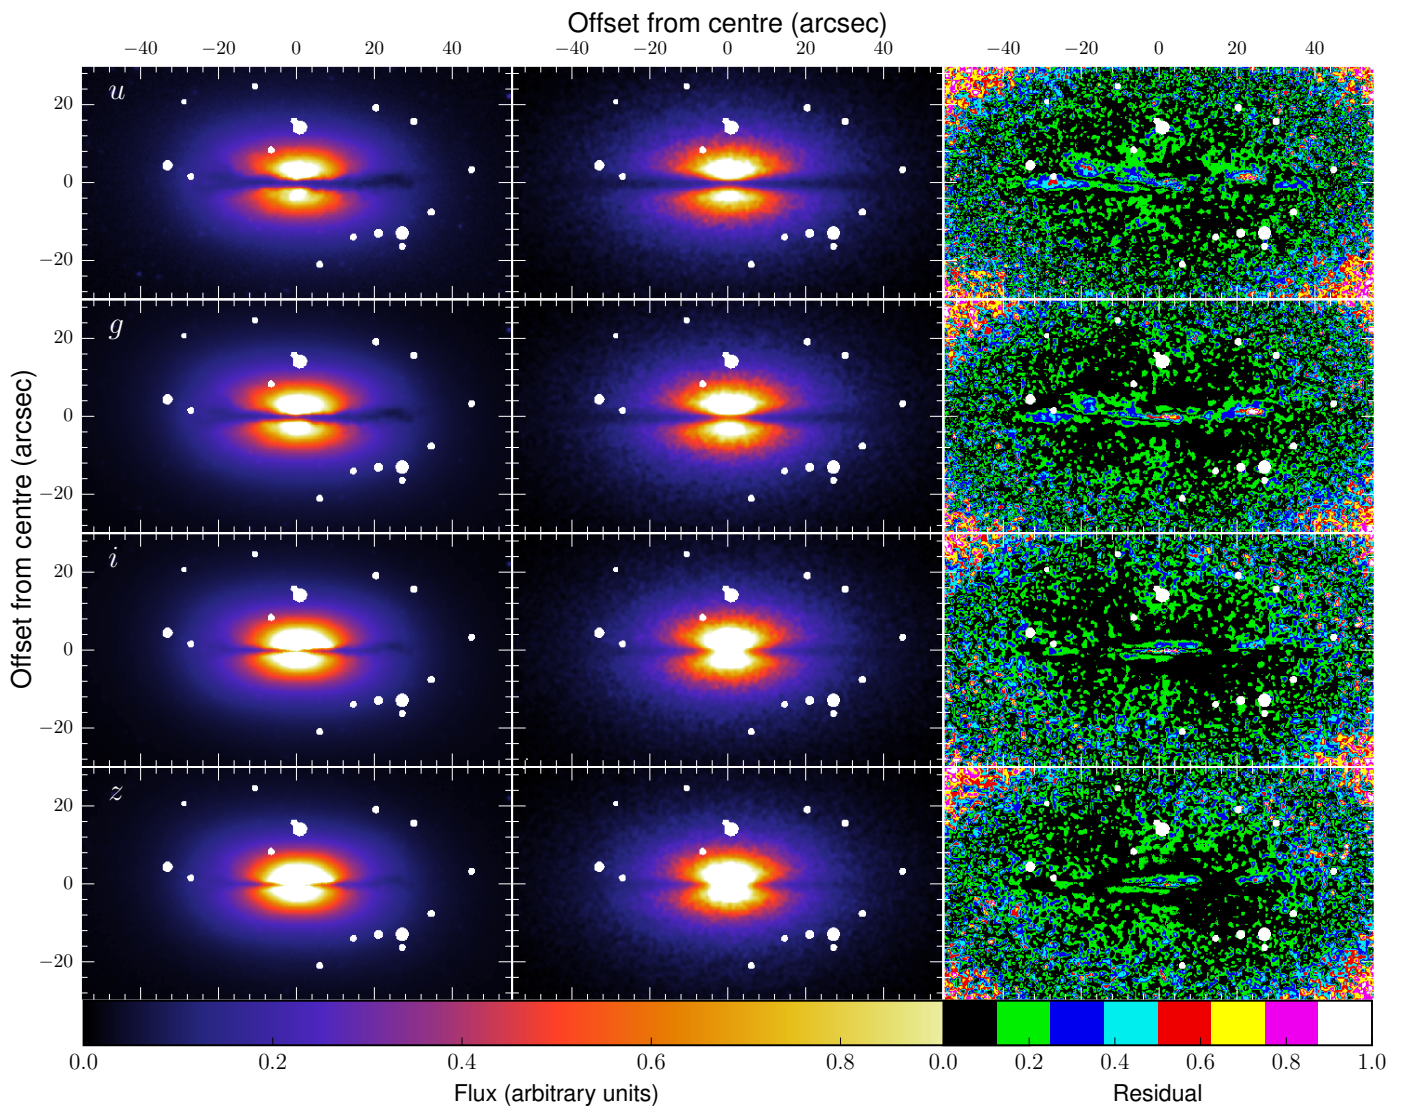 Offset from centre (arcsec)
−40 −20 0 20 40 −40 −20 0 20 40 −40 −20 0 20 40
u
20
0
−20
g
20
0
−20
Offset from centre (arcsec)
i
20
0
−20
z
20
0
−20
0.0 0.2 0.4 0.6 0.8 0.0 0.2 0.4 0.6 0.8 1.0
Flux (arbitrary units) Residual